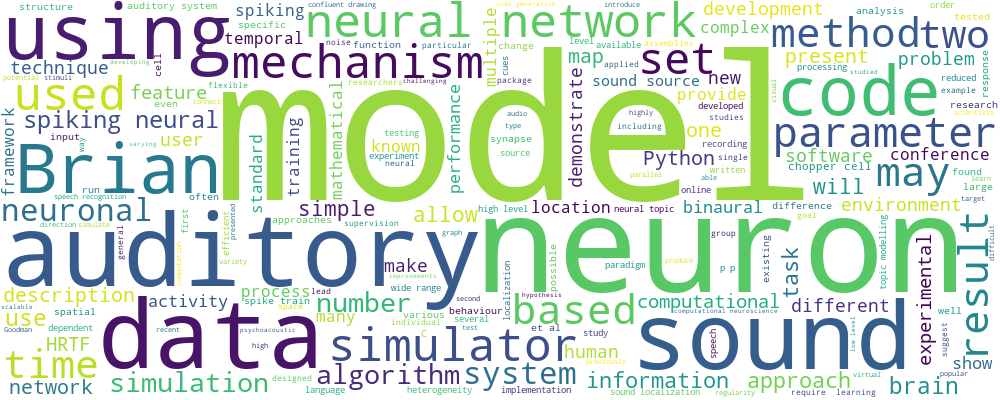 structure auditory system confluent drawing code generation introduce order
using spiking neural network development analysis tested
temporal noise function particular multiple change level available complex method two
technique cell specific mechanism cues applied set map present problem
potential stimuli flexible researchers challenging package sound source new processing studied
used feature mathematical performance audio provide visual code reduced response
even standard training known testing type highly developed demonstrate one example
spiking neural user experiment synapse including studies parameter research
framework input way neural source recording single Python software scientists
Brian model parallel able written chopper cell conference
varying connect online will found large may
speech recognition run often simple location neural topic binaural environment learn
neuronal approaches allow high level difference goal target
direction simulate first supervision group
auditory neuron
general efficient presented graph paradigm produce existing topic modelling difficult
description computation variety make possible p p task
improvements localization space
data process spike train lead wide range second hypothesis based computational different experimental result
use activity number behaviour various several computational neuroscience
spatial many individual C test et al study low level well
HRTF dependent simulator human speech sound suggest
time scalable recent psychoacoustic previously show
Goodman high algorithm system information approach
network simulation designed language heterogeneity implementation sound localization regularity virtual require learning brain popular
developing assemblies